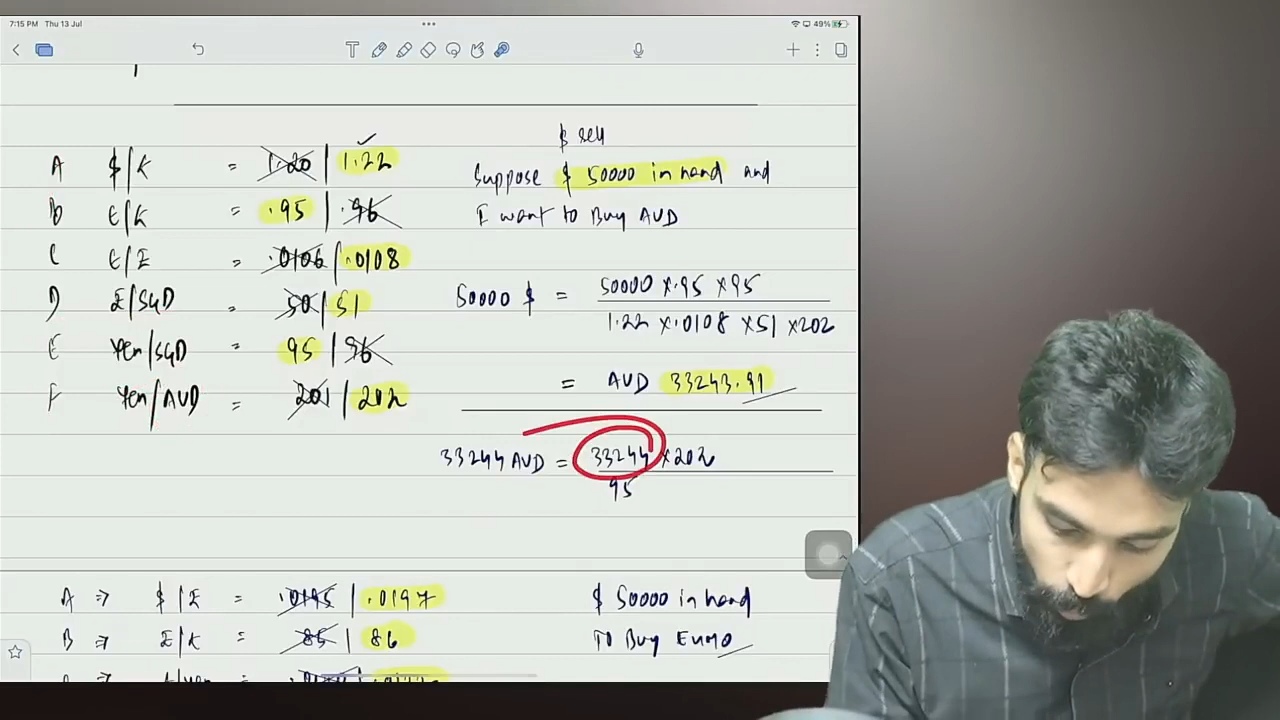 7:15 PM Thu 13 Jul
49%
A $/K = 1.20 | 1.22
B €/K = .95 | .96
C €/£ = .0106 | .0108
D £/SGD = 50 | 51
E Yen/SGD = 95 | 96
F Yen/AUD = 201 | 202
$ sell
Suppose $ 50000 in hand and
I want to Buy AUD
50000 $ = 50000 × .95 × 95
1.22 × .0108 × 51 × 202
= AUD 33243.91
33244 AUD = 33244 × 202
95
A ⇒ $/£ = .0195 | .0197
B ⇒ £/K = 85 | 86
$ 50000 in hand
To Buy Euro